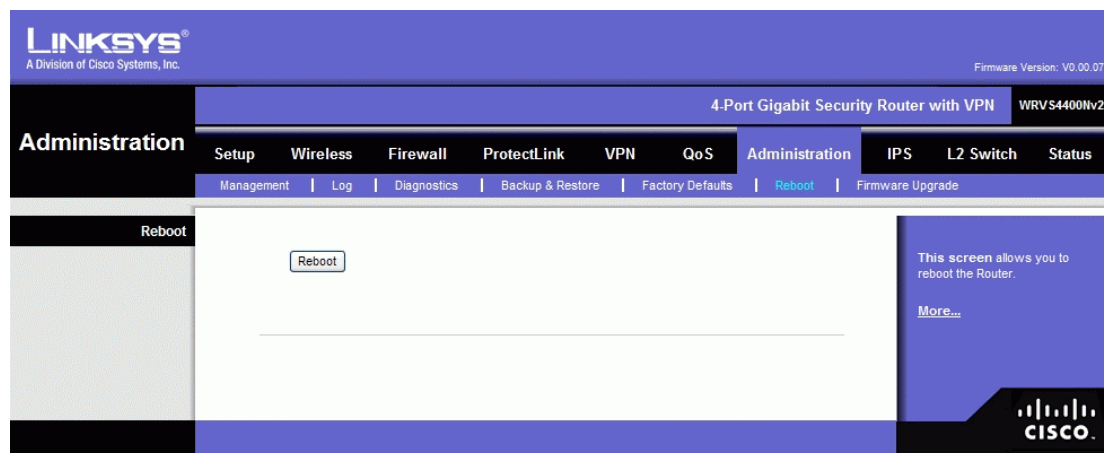 LINKSYS®
A Division of Cisco Systems, Inc.
Firmware Version: V0.00.07
4-Port Gigabit Security Router with VPN WRVS4400Nv2
Administration
Setup Wireless Firewall ProtectLink VPN QoS Administration IPS L2 Switch Status
Management | Log | Diagnostics | Backup & Restore | Factory Defaults | Reboot | Firmware Upgrade
Reboot
Reboot
This screen allows you to
reboot the Router.
More...
CISCO.